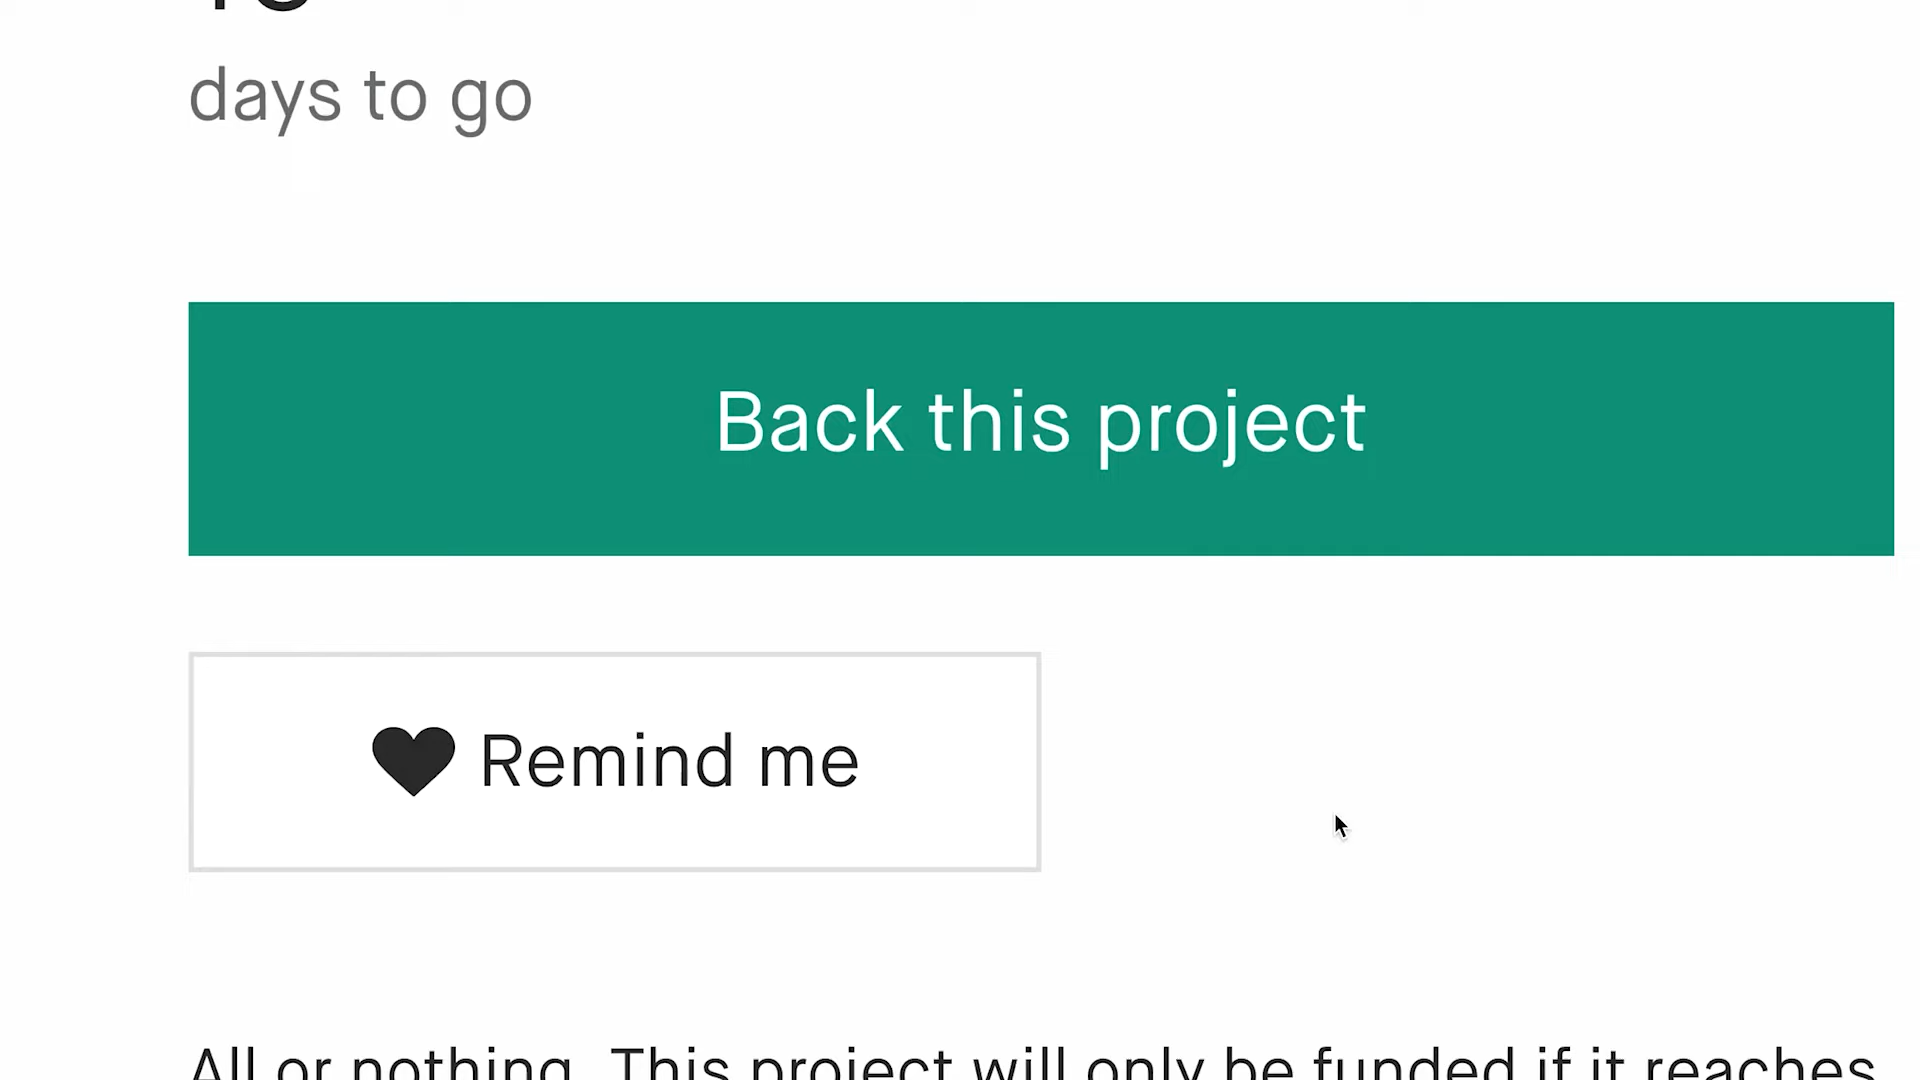 days to go
Back this project
Remind me
All or nothing. This project will only be funded if it reaches